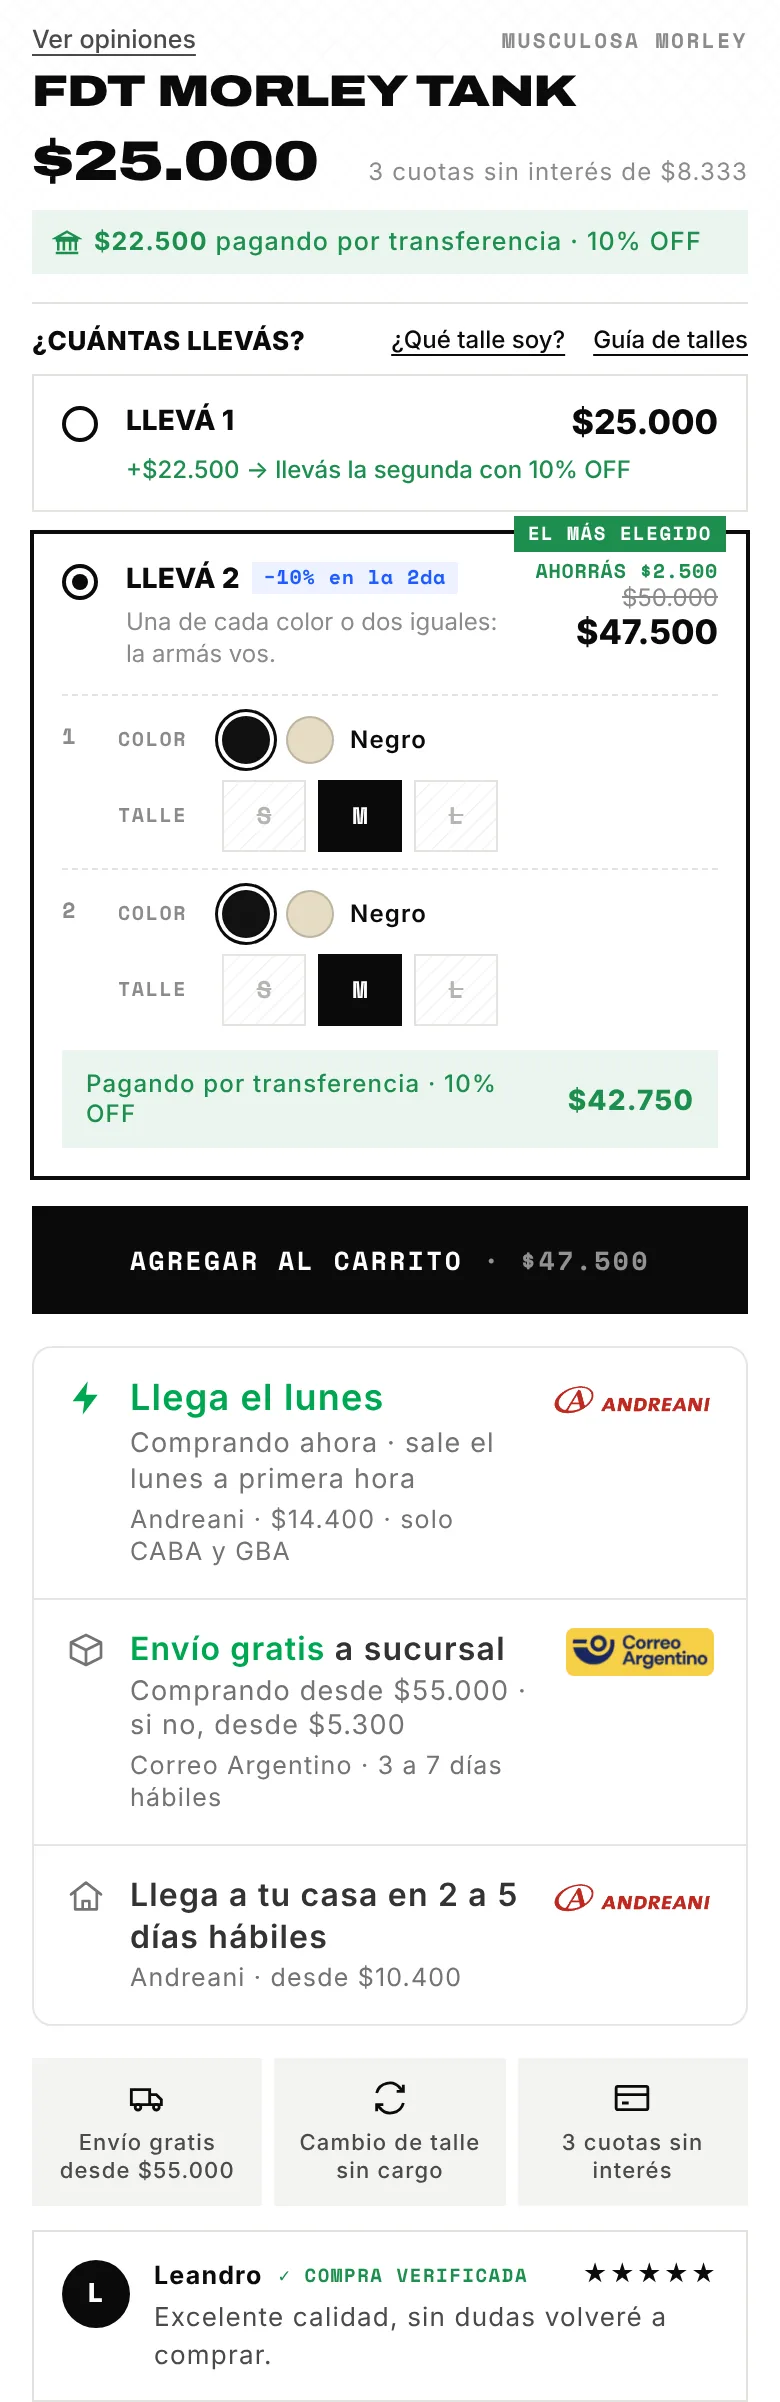 Ver opiniones
MUSCULOSA MORLEY
FDT MORLEY TANK
$25.000
3 cuotas sin interés de $8.333
$22.500 pagando por transferencia · 10% OFF
¿CUÁNTAS LLEVÁS?
¿Qué talle soy?
Guía de talles
LLEVÁ 1
$25.000
+$22.500 → llevás la segunda con 10% OFF
EL MÁS ELEGIDO
LLEVÁ 2
-10% en la 2da
AHORRÁS $2.500
$50.000
$47.500
Una de cada color o dos iguales:
la armás vos.
1
COLOR
Negro
TALLE
S
M
L
2
COLOR
Negro
TALLE
S
M
L
Pagando por transferencia · 10%
OFF
$42.750
AGREGAR AL CARRITO · $47.500
Llega el lunes
ANDREANI
Comprando ahora · sale el
lunes a primera hora
Andreani · $14.400 · solo
CABA y GBA
Envío gratis a sucursal
Correo
Argentino
Comprando desde $55.000 ·
si no, desde $5.300
Correo Argentino · 3 a 7 días
hábiles
Llega a tu casa en 2 a 5
días hábiles
ANDREANI
Andreani · desde $10.400
Envío gratis
desde $55.000
Cambio de talle
sin cargo
3 cuotas sin
interés
L
Leandro
✓ COMPRA VERIFICADA
★★★★★
Excelente calidad, sin dudas volveré a
comprar.